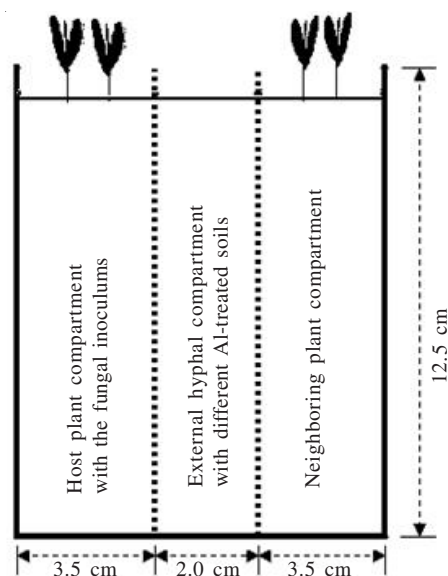 Host plant compartment
with the fungal inoculums
External hyphal compartment
with different Al-treated soils
Neighboring plant compartment
12.5 cm
3.5 cm
2.0 cm
3.5 cm